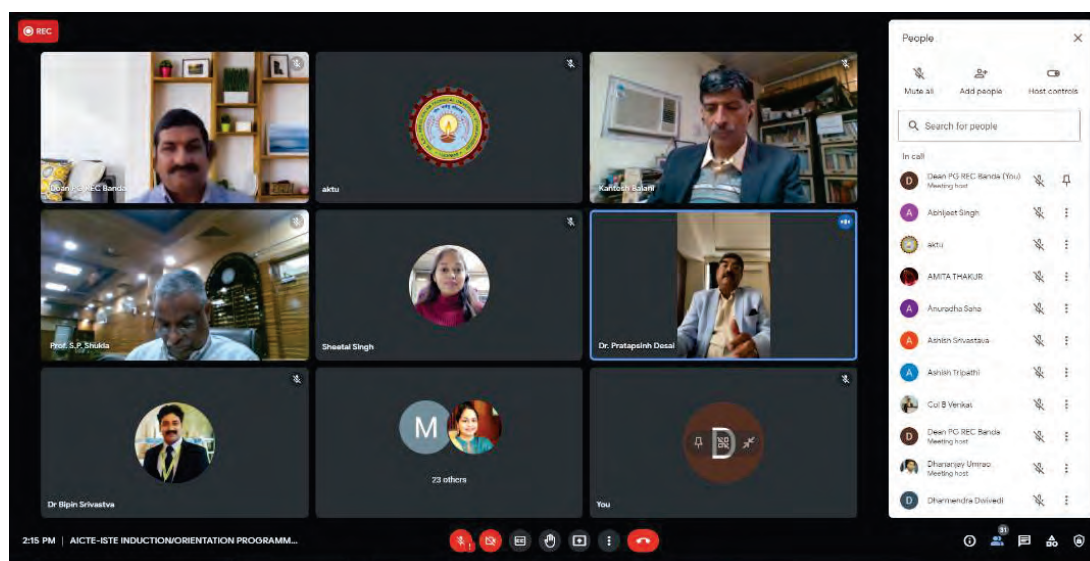 REC
Dean PG REC Banda
aktu
Kantesh Balani
Prof. S.P. Shukla
Sheetal Singh
Dr. Pratapsinh Desai
Dr Bipin Srivastva
M
23 others
D
You
2:15 PM | AICTE-ISTE INDUCTION/ORIENTATION PROGRAMM...
People
Mute all
Add people
Host controls
Search for people
In call
D
Dean PG REC Banda (You)
Meeting host
A
Abhijeet Singh
aktu
AMITA THAKUR
A
Anuradha Saha
A
Ashish Srivastava
A
Ashish Tripathi
Col B Venkat
D
Dean PG REC Banda
Meeting host
Dhananjay Umrao
Meeting host
D
Dharmendra Dwivedi
31